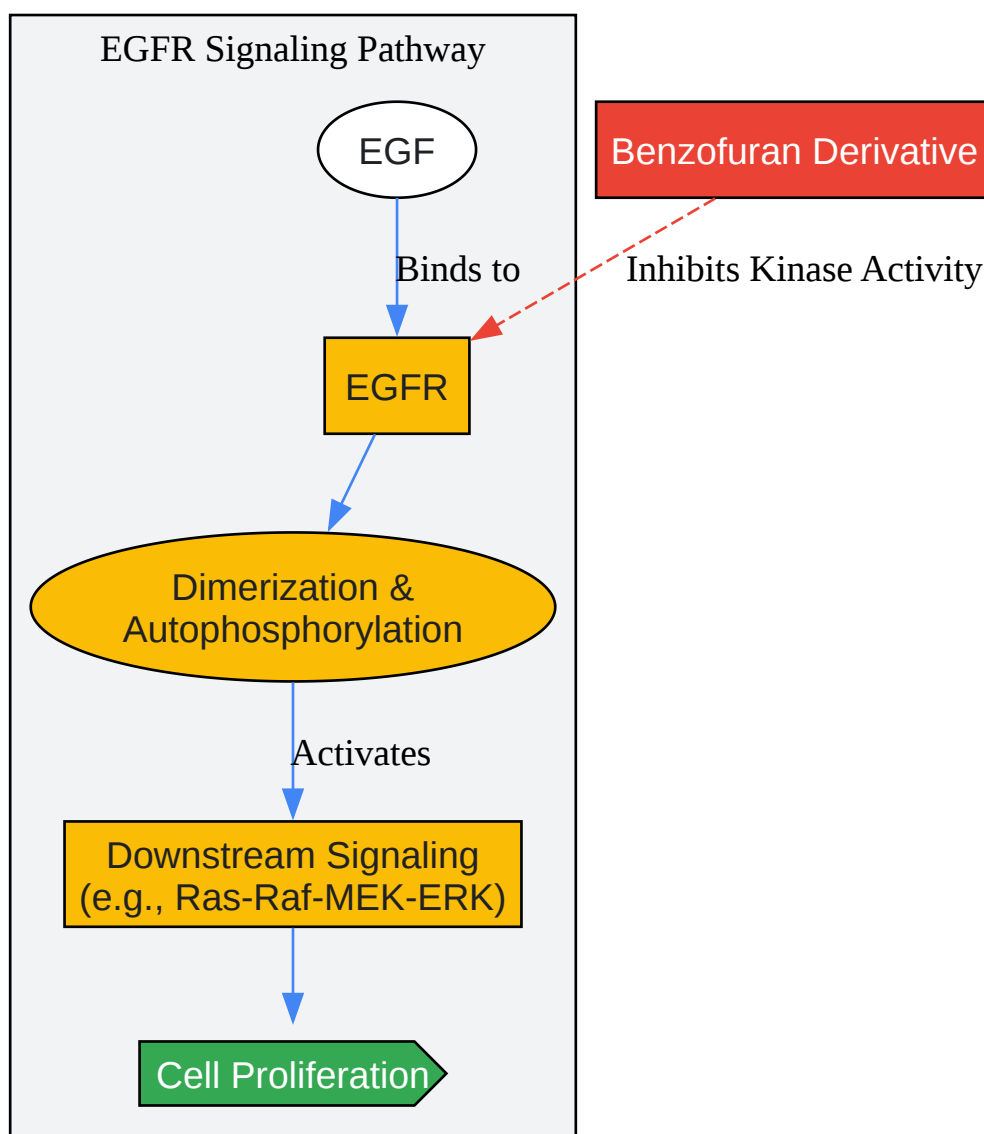 EGFR Signaling Pathway
EGF
Benzofuran Derivative
Binds to
Inhibits Kinase Activity
EGFR
Dimerization &
Autophosphorylation
Activates
Downstream Signaling
(e.g., Ras-Raf-MEK-ERK)
Cell Proliferation